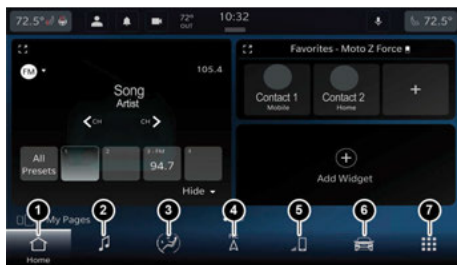 72.5°
72°
OUT
10:32
72.5°
FM
105.4
Song
Artist
CH
CH
All
Presets
1
2
3 - FM
94.7
4
Hide
Favorites - Moto Z Force
Contact 1
Mobile
Contact 2
Home
+
Add Widget
My Pages
1
2
3
4
5
6
7
Home